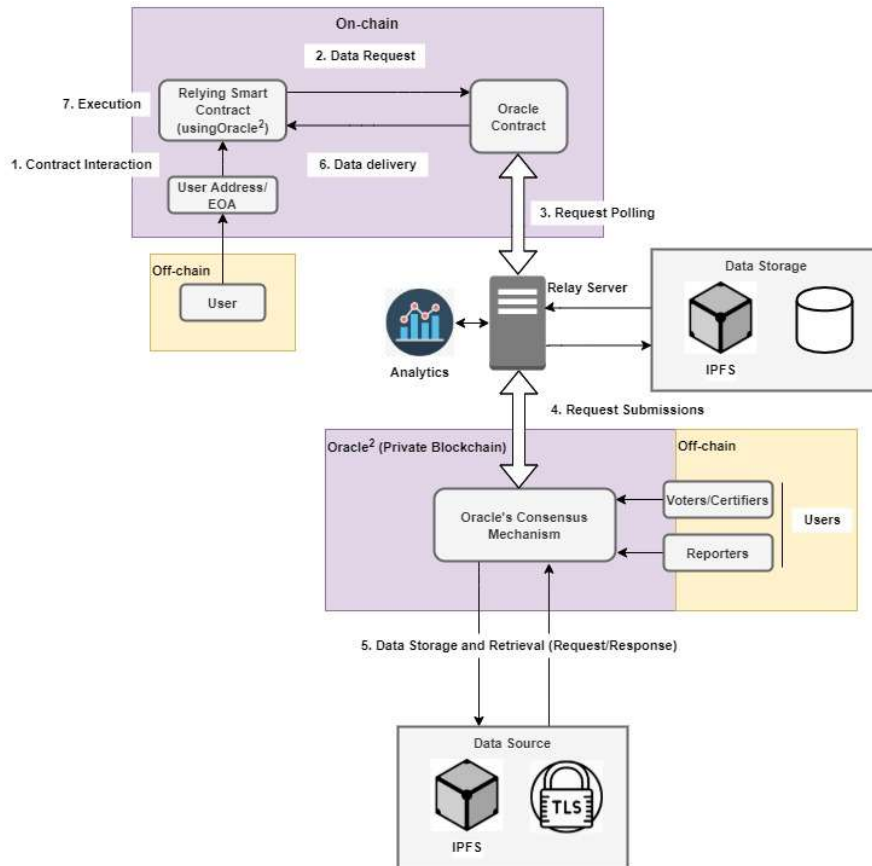 On-chain
2. Data Request
Relying Smart
Contract
(usingOracle²)
Oracle
Contract
7. Execution
1. Contract Interaction
6. Data delivery
User Address/
EOA
3. Request Polling
Off-chain
User
Relay Server
Data Storage
IPFS
Analytics
4. Request Submissions
Oracle² (Private Blockchain)
Off-chain
Oracle's Consensus
Mechanism
Voters/Certifiers
Users
Reporters
5. Data Storage and Retrieval (Request/Response)
Data Source
TLS
IPFS